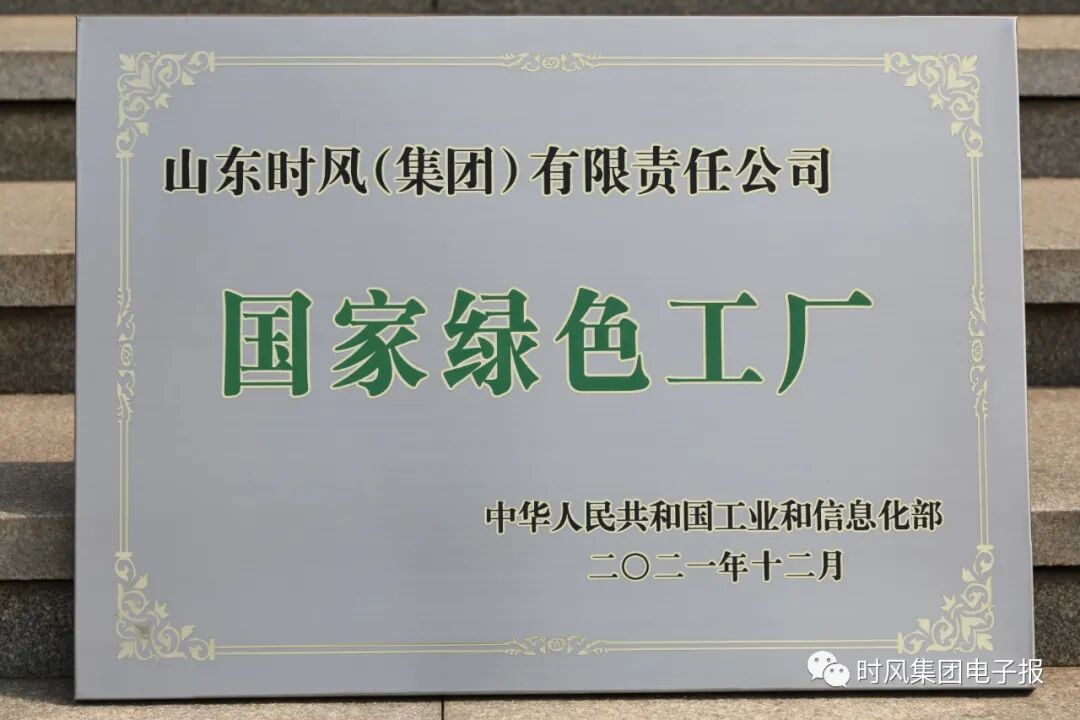 山东时风(集团)有限责任公司
国家绿色工厂
中华人民共和国工业和信息化部
二〇二一年十二月
时风集团电子报